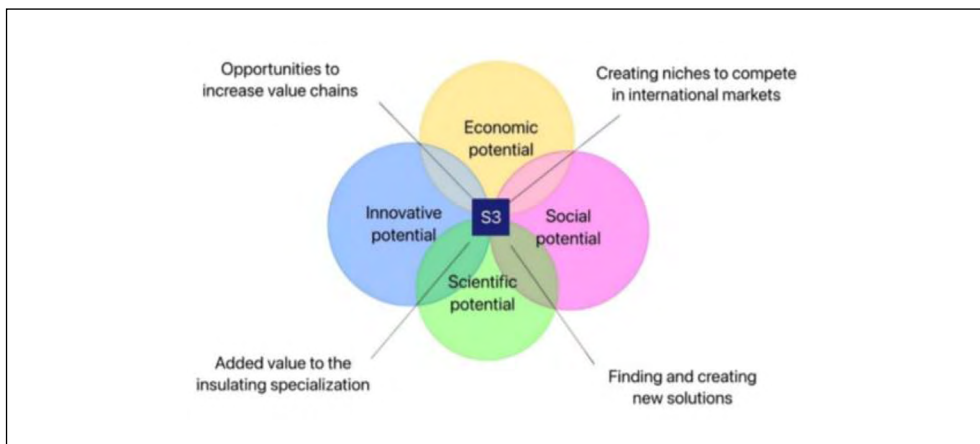 Opportunities to
increase value chains
Creating niches to compete
in international markets
Economic
potential
Innovative
potential
S3
Social
potential
Scientific
potential
Added value to the
insulating specialization
Finding and creating
new solutions